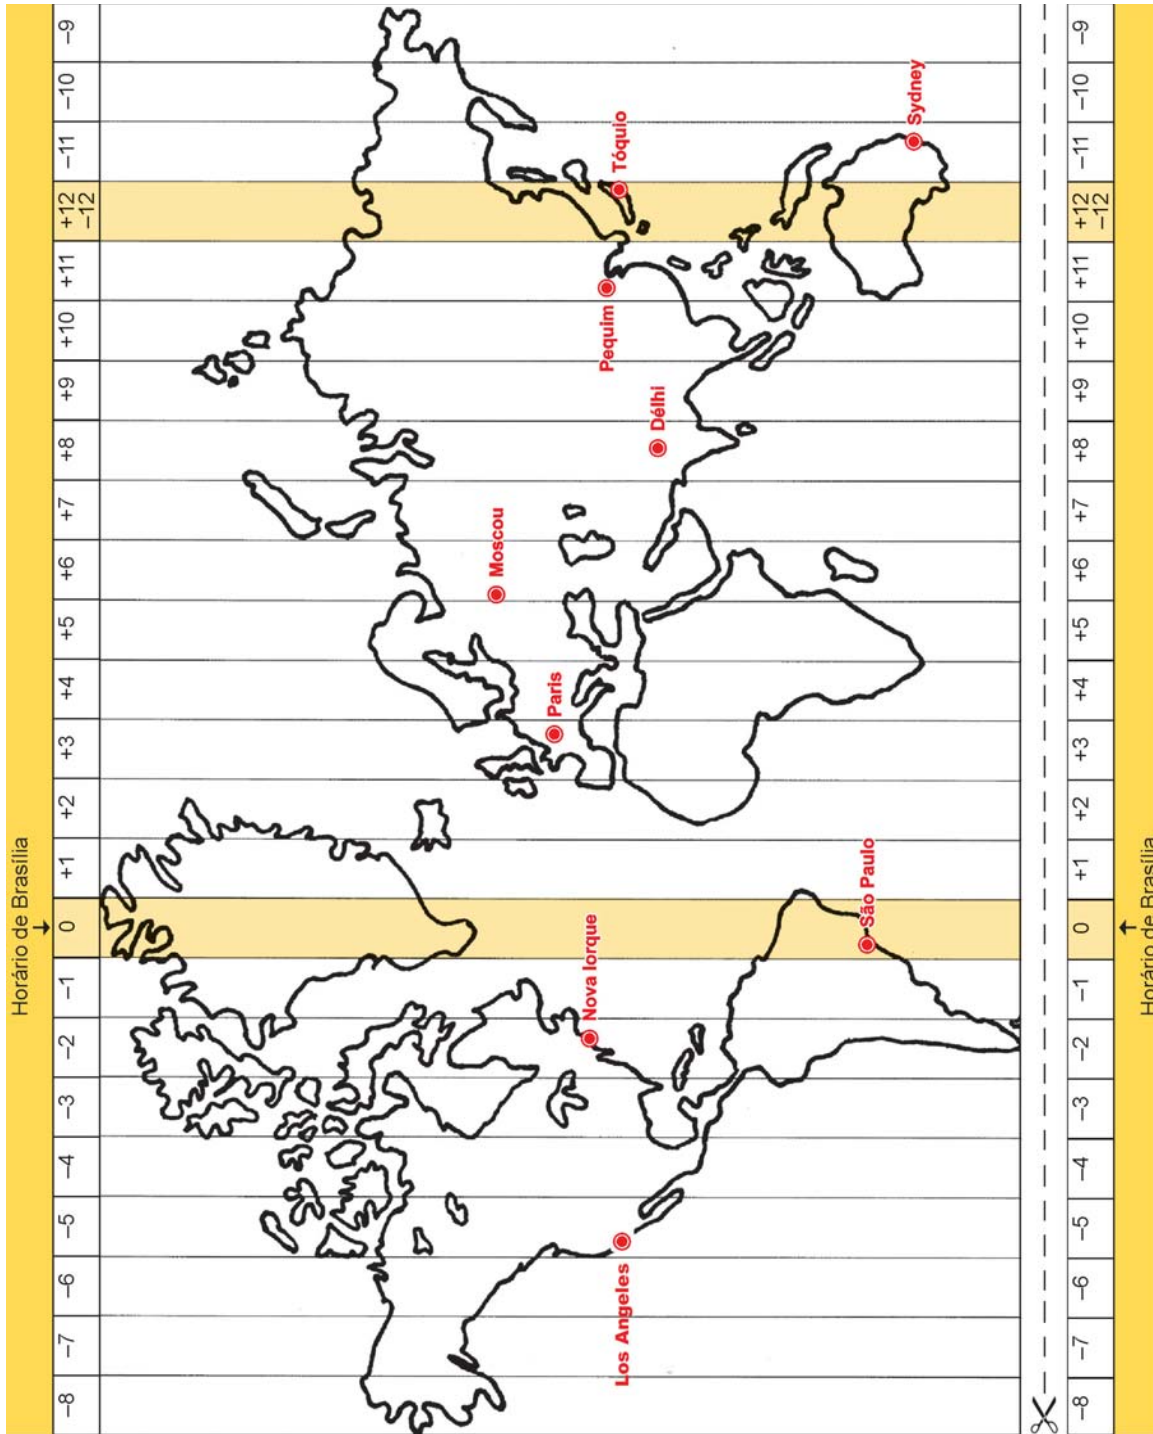 Horário de Brasília
–8 –7 –6 –5 –4 –3 –2 –1 0 +1 +2 +3 +4 +5 +6 +7 +8 +9 +10 +11 +12 –11 –10 –9
–12
Moscou
Paris
Nova Iorque
Pequim
Tóquio
Los Angeles
Délhi
São Paulo
Sydney
–8 –7 –6 –5 –4 –3 –2 –1 0 +1 +2 +3 +4 +5 +6 +7 +8 +9 +10 +11 +12 –11 –10 –9
–12
Horário de Brasília